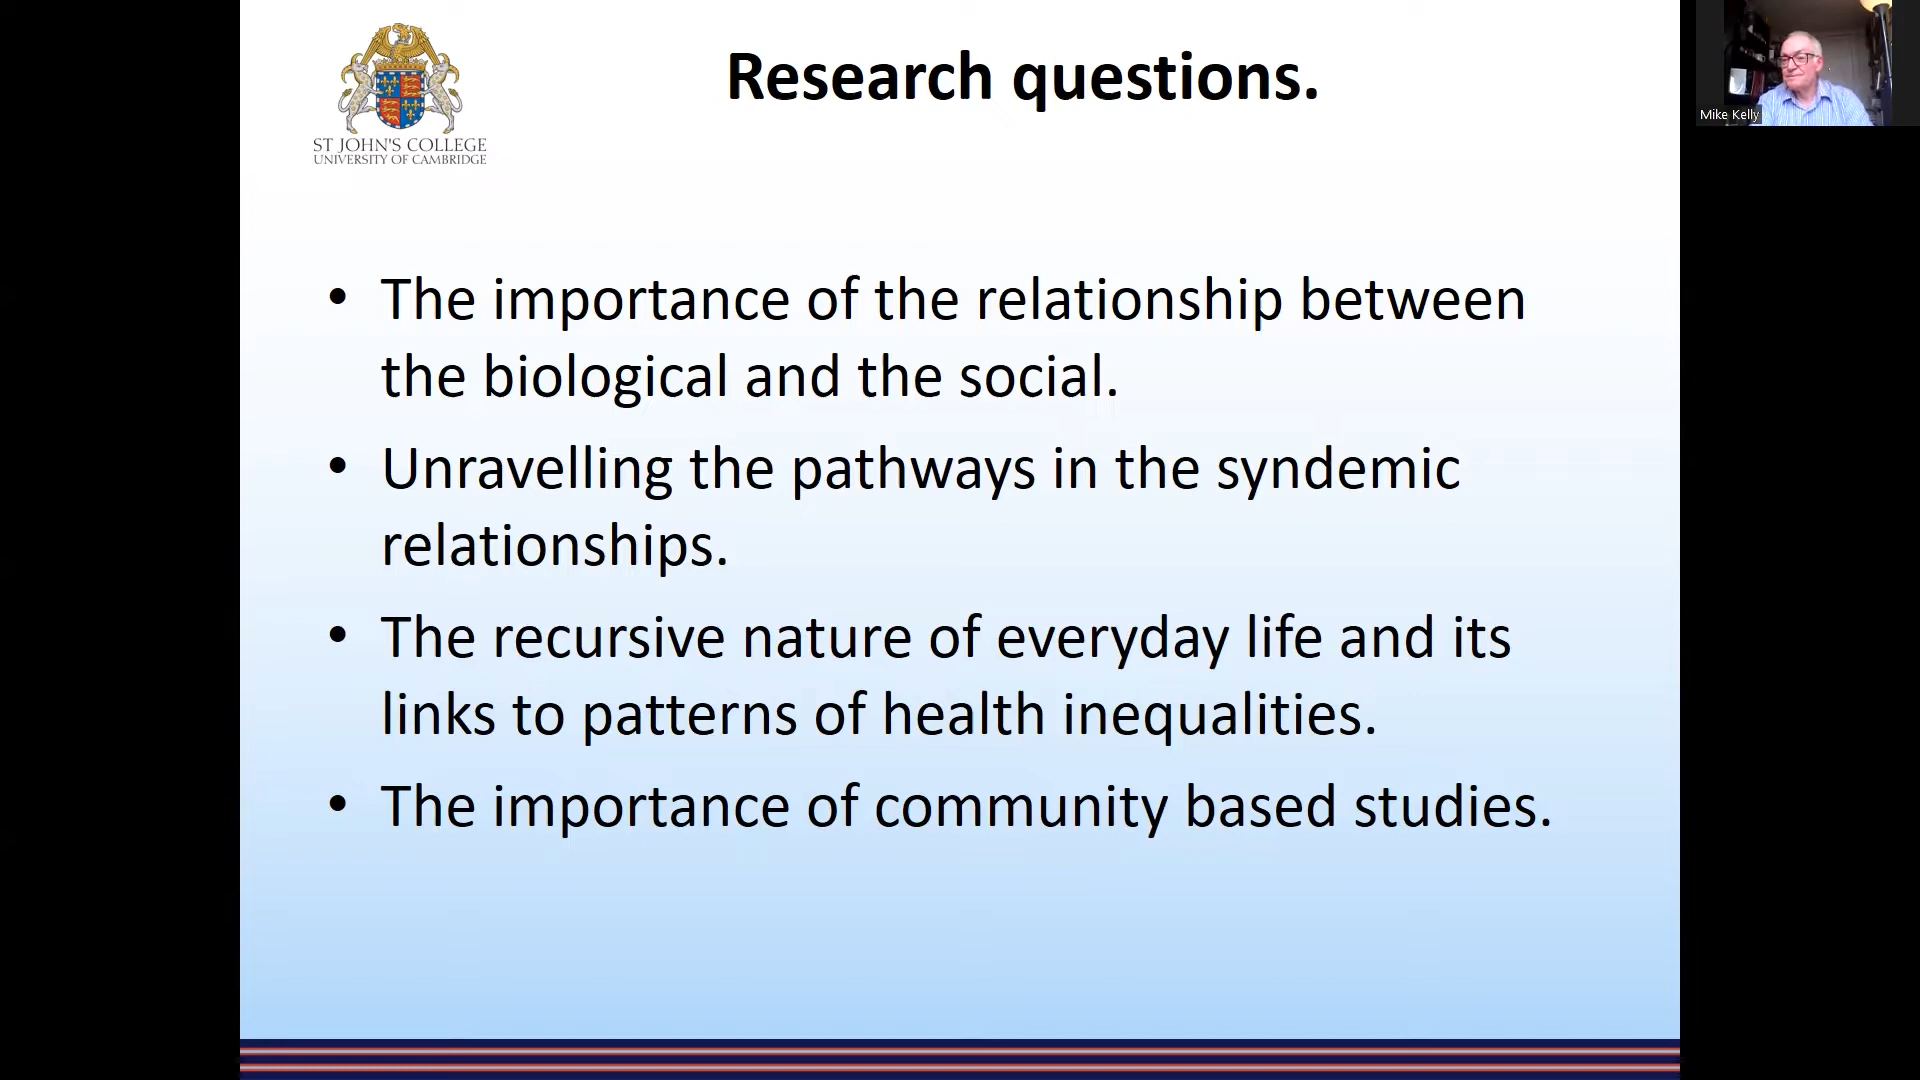 ST JOHN'S COLLEGE
UNIVERSITY OF CAMBRIDGE
Research questions.
Mike Kelly
• The importance of the relationship between
the biological and the social.
• Unravelling the pathways in the syndemic
relationships.
• The recursive nature of everyday life and its
links to patterns of health inequalities.
• The importance of community based studies.